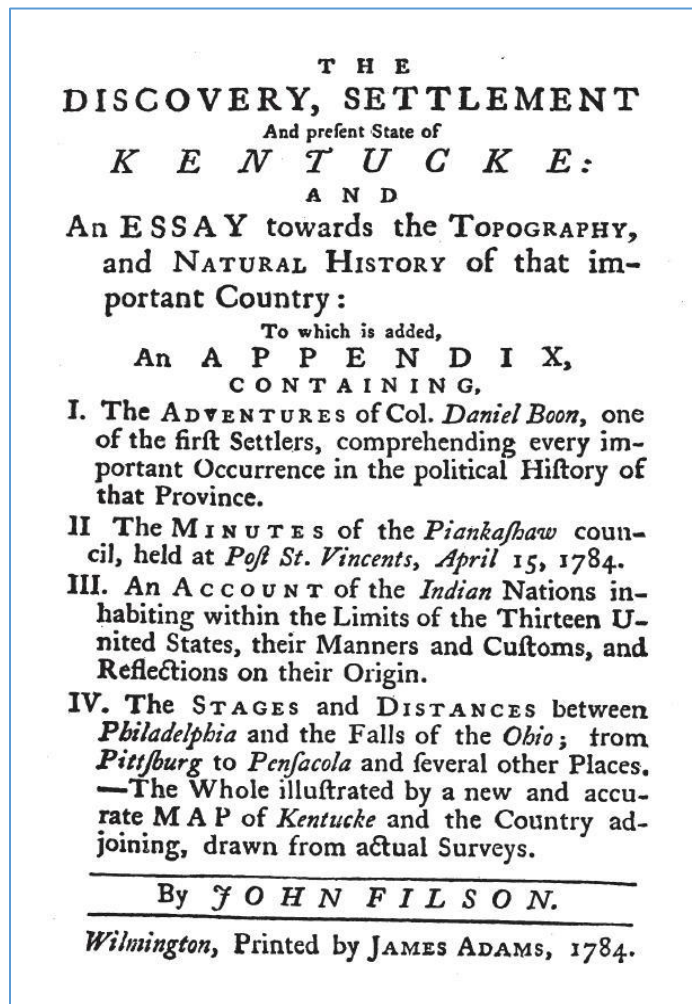 T H E
DISCOVERY, SETTLEMENT
And preſent State of
K E N T U C K E:
A N D
An ESSAY towards the TOPOGRAPHY,
and NATURAL HISTORY of that im-
portant Country:
To which is added,
An A P P E N D I X,
C O N T A I N I N G,
I. The ADVENTURES of Col. Daniel Boon, one
of the firſt Settlers, comprehending every im-
portant Occurrence in the political Hiſtory of
that Province.
II The MINUTES of the Piankaſhaw coun-
cil, held at Poſt St. Vincents, April 15, 1784.
III. An ACCOUNT of the Indian Nations in-
habiting within the Limits of the Thirteen U-
nited States, their Manners and Cuſtoms, and
Reflections on their Origin.
IV. The STAGES and DISTANCES between
Philadelphia and the Falls of the Ohio; from
Pittſburg to Penſacola and ſeveral other Places.
—The Whole illuſtrated by a new and accu-
rate MAP of Kentucke and the Country ad-
joining, drawn from actual Surveys.
By JOHN FILSON.
Wilmington, Printed by JAMES ADAMS, 1784.